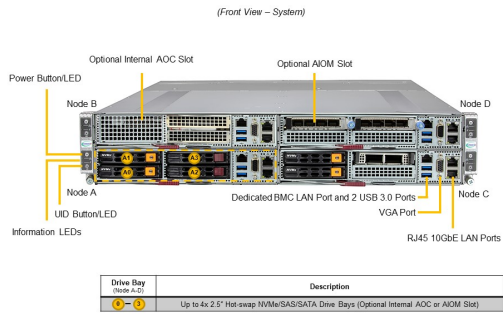 (Front View – System)
Optional Internal AOC Slot
Optional AIOM Slot
Power Button/LED
Node B
Node D
A1
A3
A0
A2
Node A
Node C
Dedicated BMC LAN Port and 2 USB 3.0 Ports
UID Button/LED
VGA Port
Information LEDs
RJ45 10GbE LAN Ports
Drive Bay
(Node A-D)
Description
0 – 3
Up to 4x 2.5" Hot-swap NVMe/SAS/SATA Drive Bays (Optional Internal AOC or AIOM Slot)